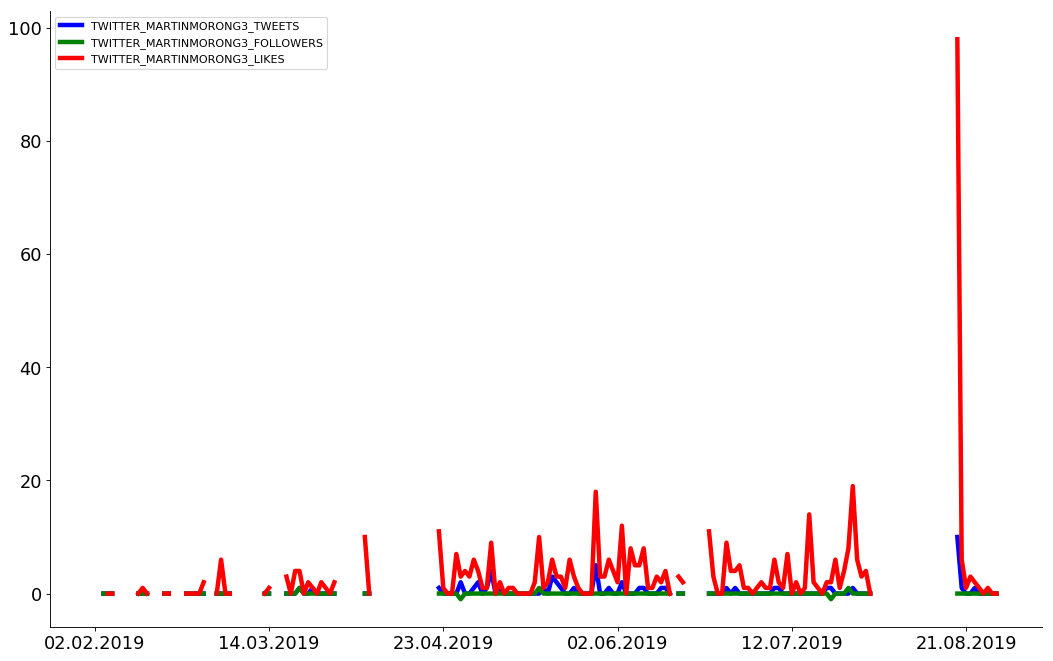 TWITTER_MARTINMORONG3_TWEETS
TWITTER_MARTINMORONG3_FOLLOWERS
TWITTER_MARTINMORONG3_LIKES
100
80
60
40
20
0
02.02.2019 14.03.2019 23.04.2019 02.06.2019 12.07.2019 21.08.2019